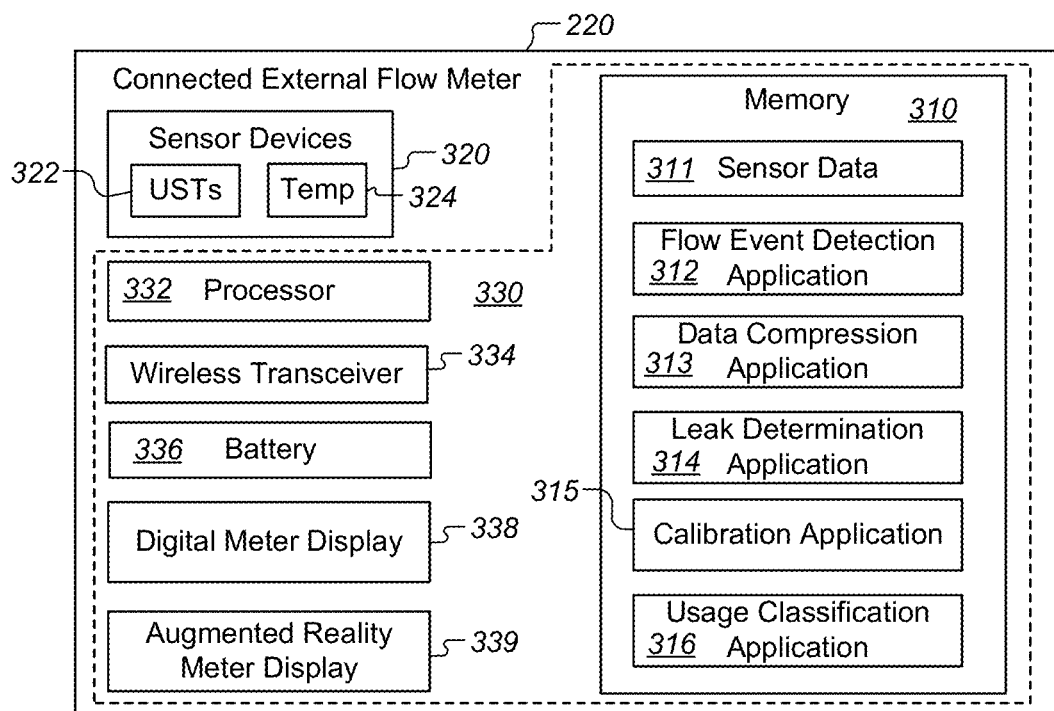 220
Connected External Flow Meter
Sensor Devices
320
322
USTs
Temp
324
332 Processor
330
Wireless Transceiver
334
336 Battery
Digital Meter Display
338
Augmented Reality
Meter Display
339
Memory 310
311 Sensor Data
Flow Event Detection
312 Application
Data Compression
313 Application
Leak Determination
314 Application
315
Calibration Application
Usage Classification
316 Application